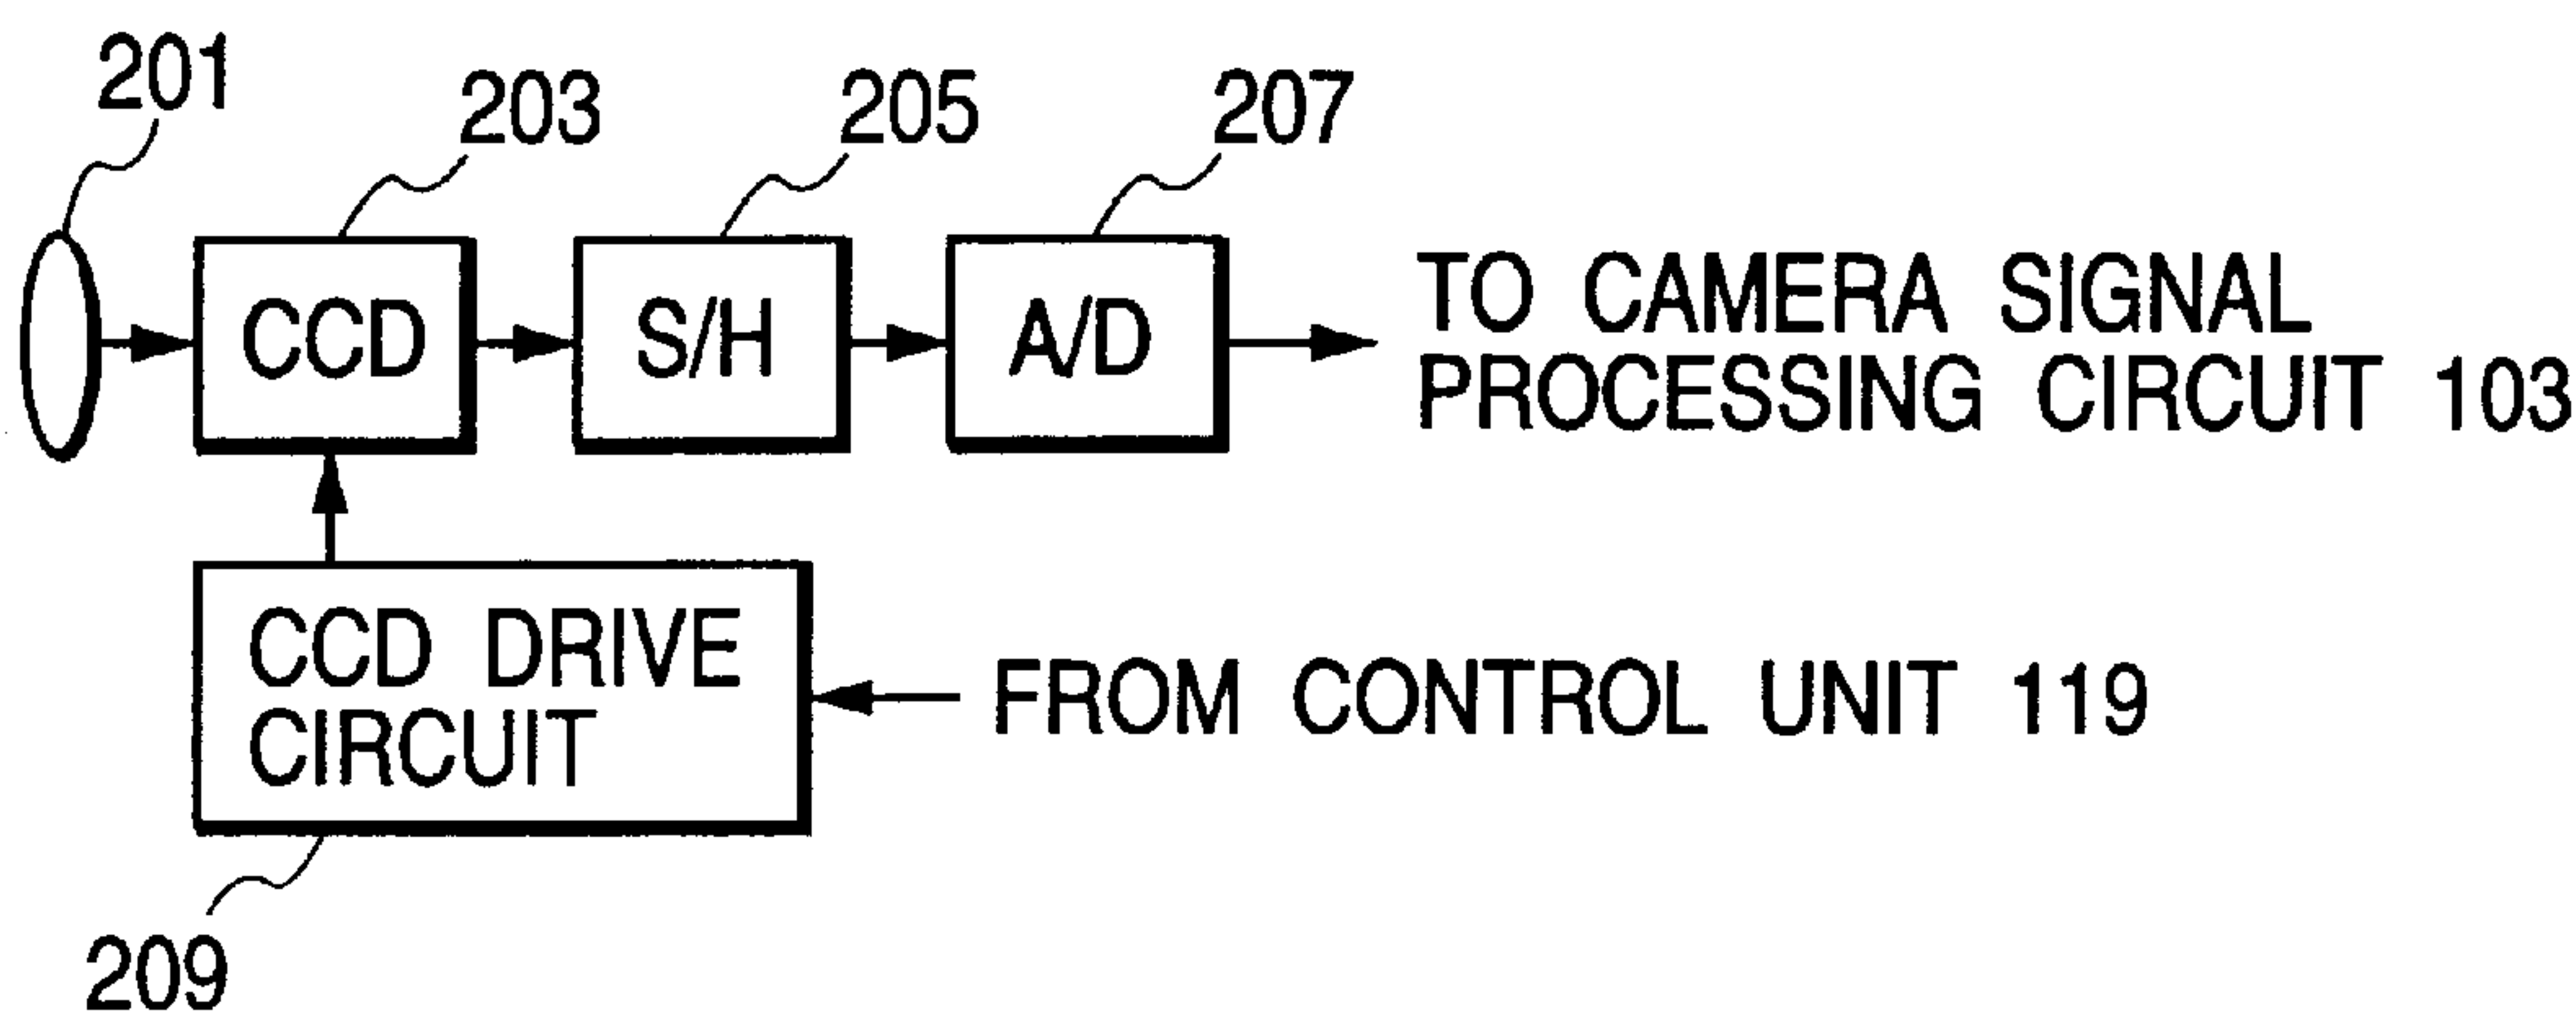 201
203
205
207
CCD
S/H
A/D
TO CAMERA SIGNAL
PROCESSING CIRCUIT 103
CCD DRIVE
CIRCUIT
FROM CONTROL UNIT 119
209